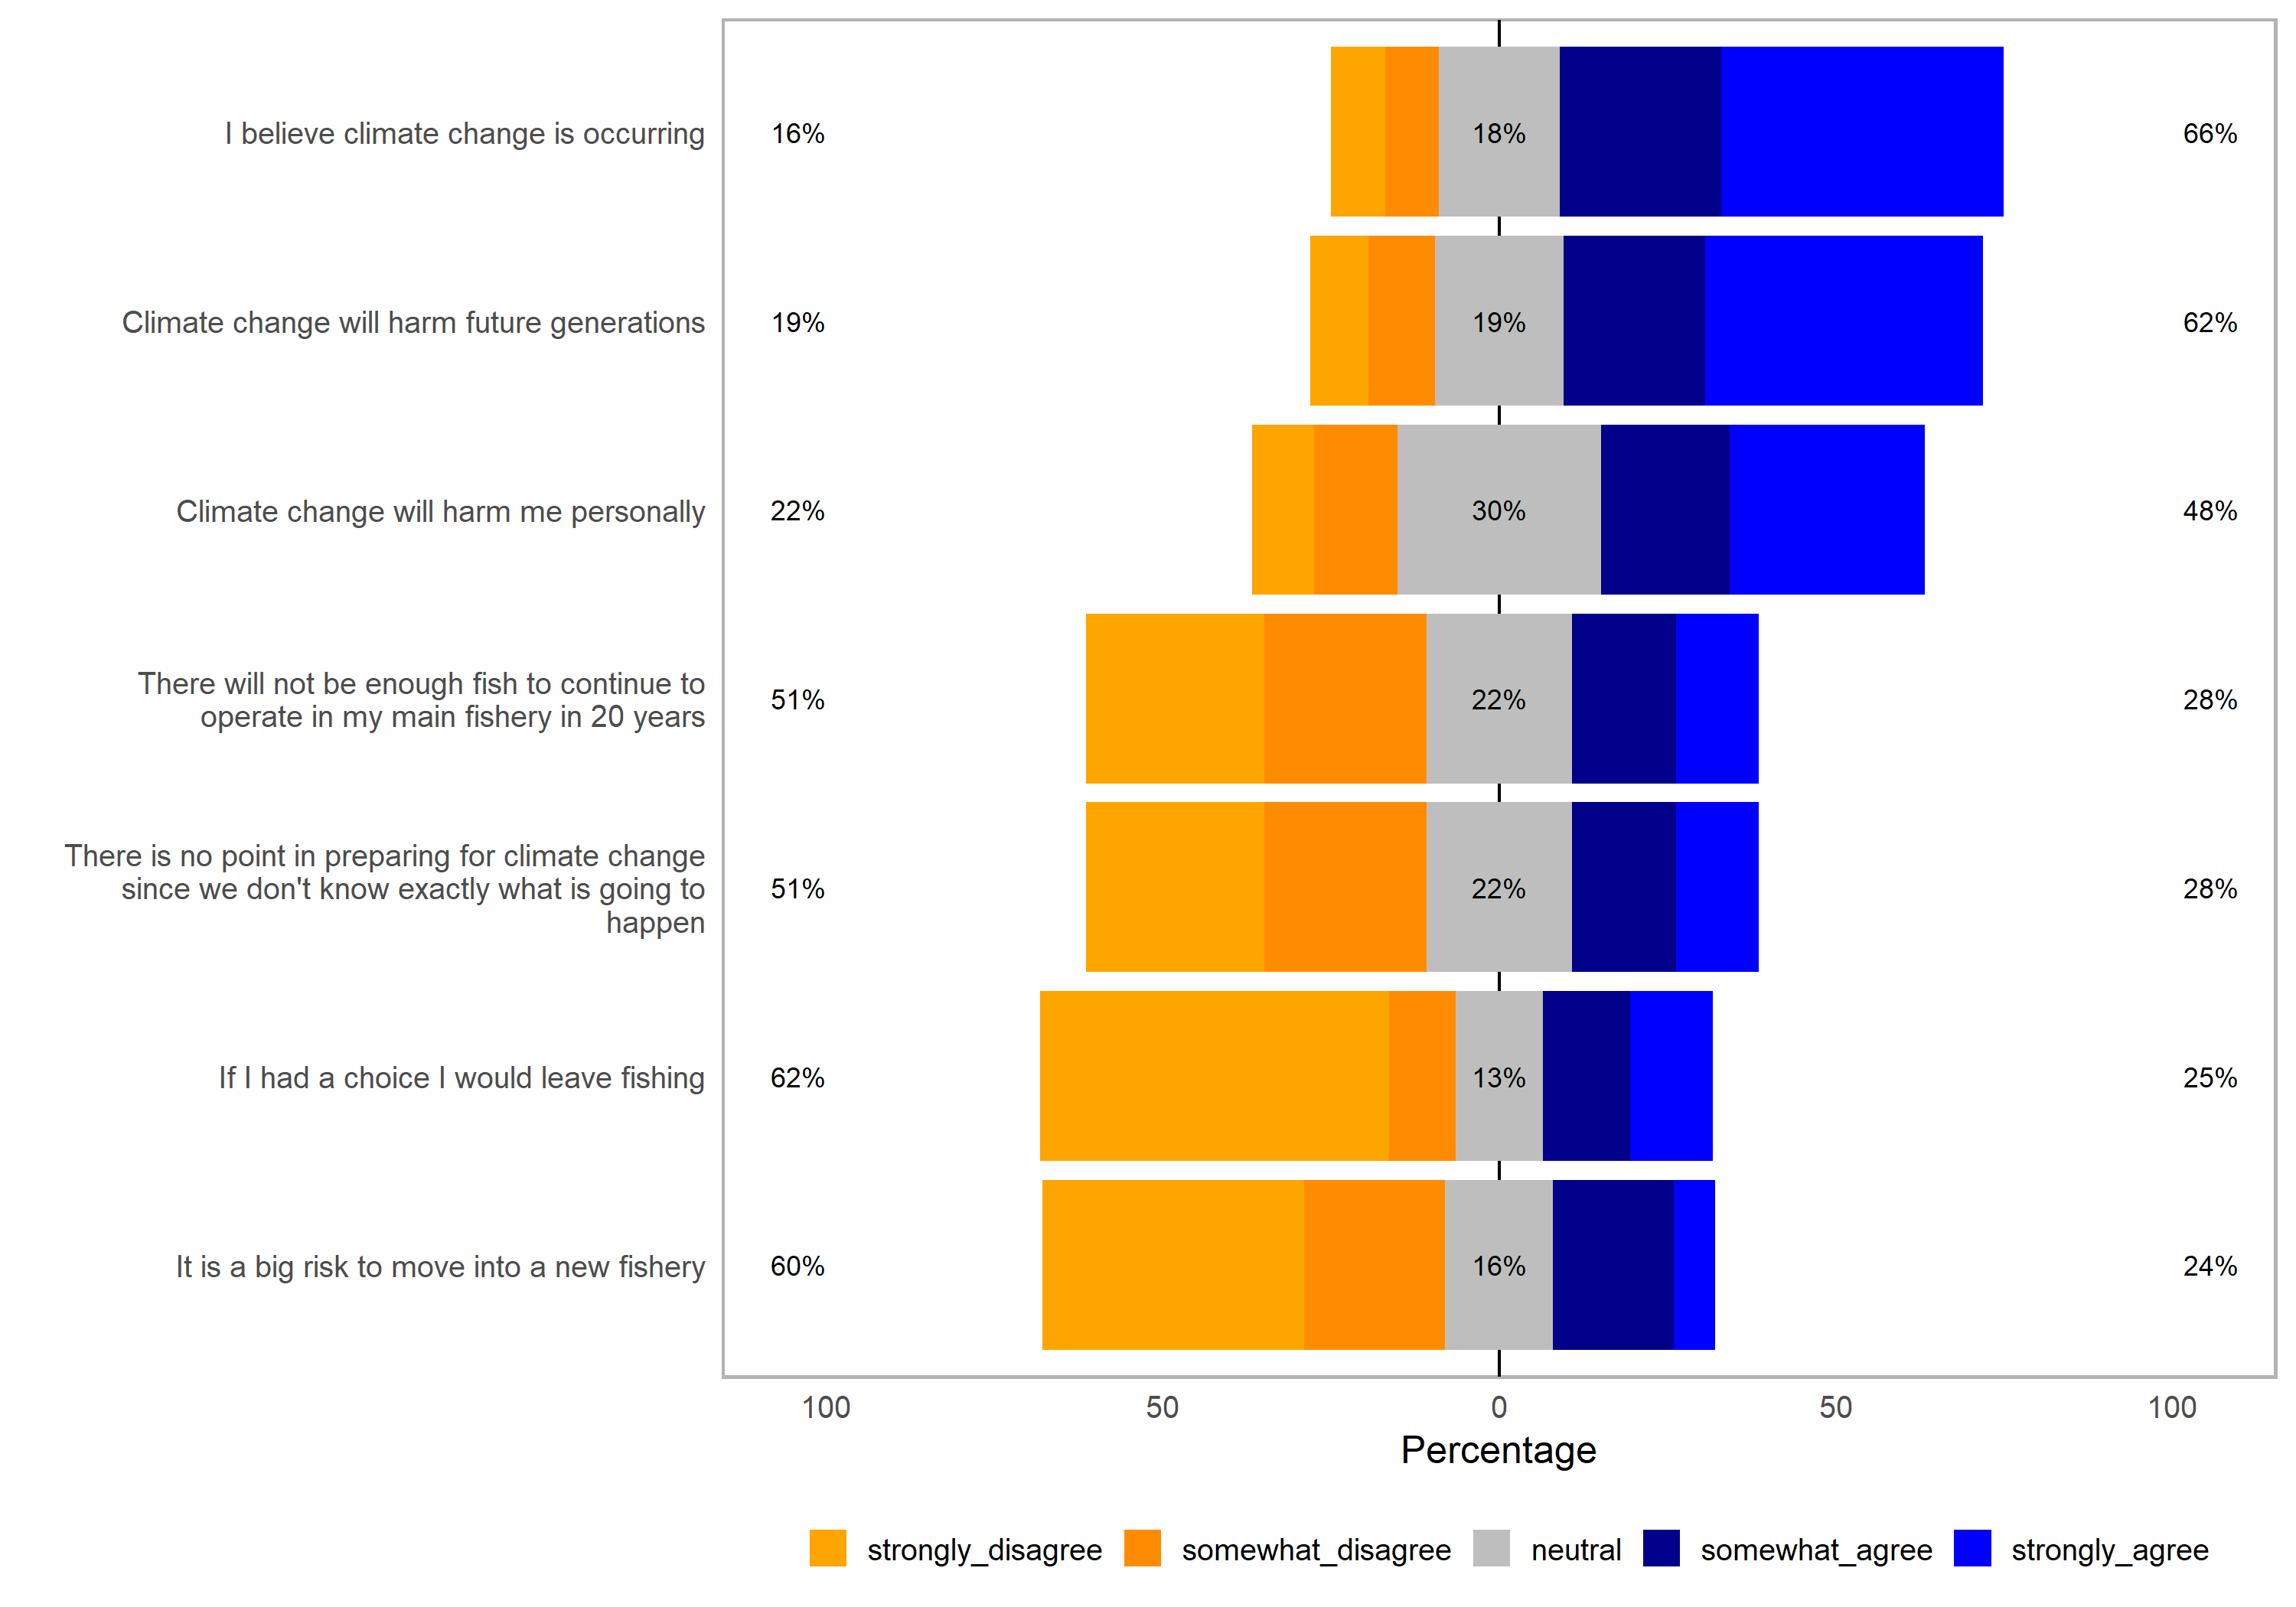 I believe climate change is occurring
16%
18%
66%
Climate change will harm future generations
19%
19%
62%
Climate change will harm me personally
22%
30%
48%
There will not be enough fish to continue to
operate in my main fishery in 20 years
51%
22%
28%
There is no point in preparing for climate change
since we don't know exactly what is going to
happen
51%
22%
28%
If I had a choice I would leave fishing
62%
13%
25%
It is a big risk to move into a new fishery
60%
16%
24%
100 50 0 50 100
Percentage
strongly_disagree somewhat_disagree neutral somewhat_agree strongly_agree